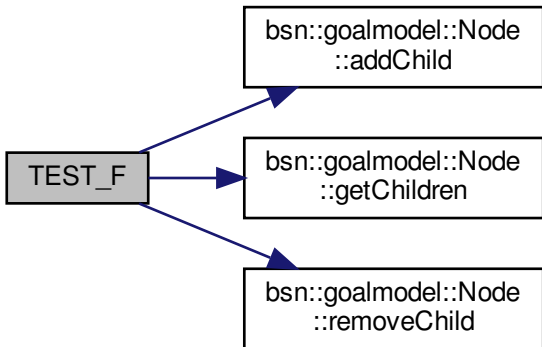 bsn::goalmodel::Node
::addChild
TEST_F
bsn::goalmodel::Node
::getChildren
bsn::goalmodel::Node
::removeChild